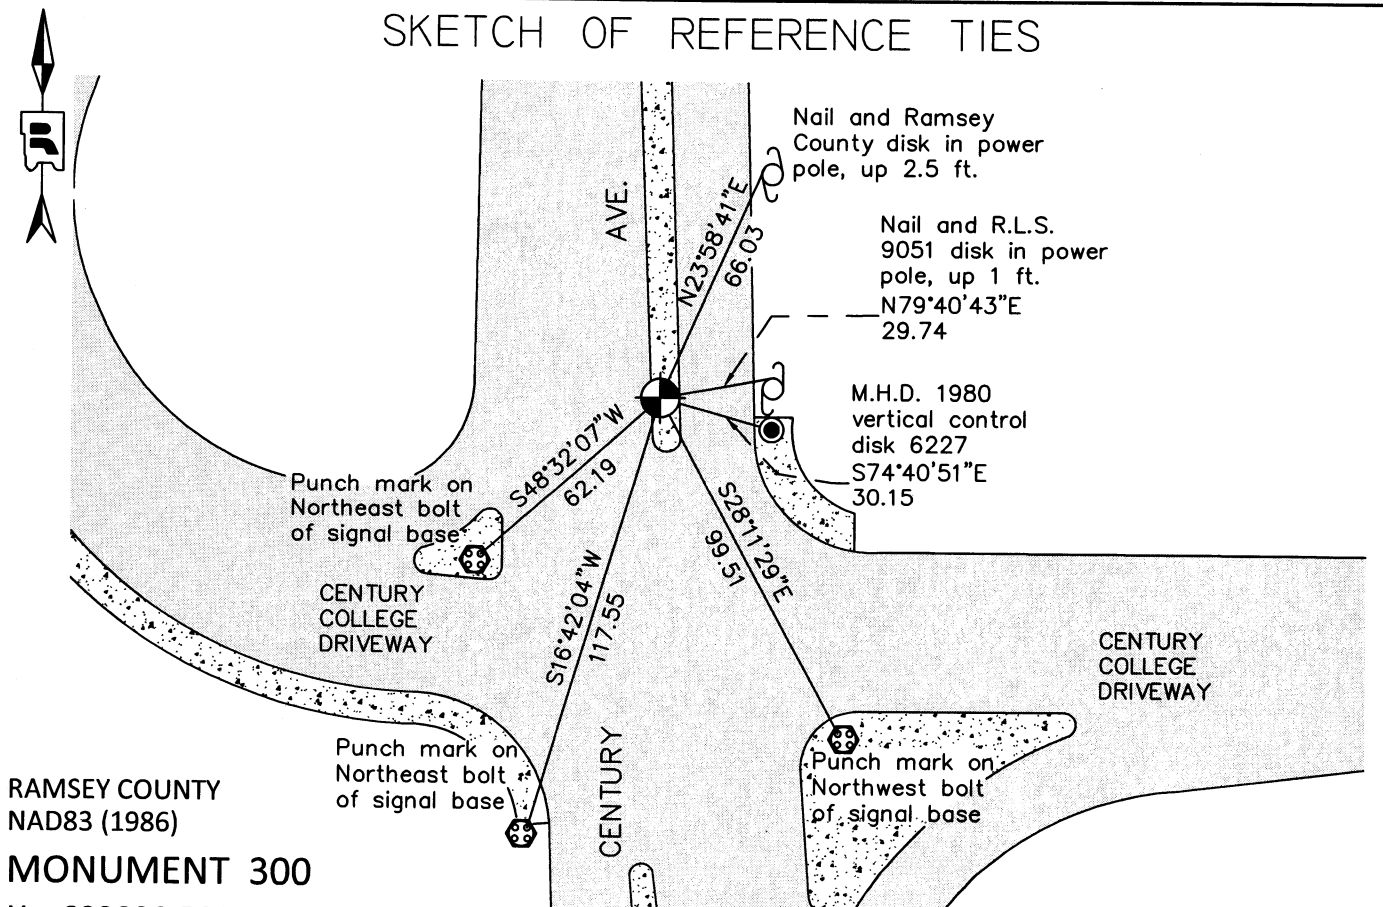 SKETCH OF REFERENCE TIES
Nail and Ramsey
County disk in power
pole, up 2.5 ft.
AVE.
N23°58'41"E
66.03
Nail and R.L.S.
9051 disk in power
pole, up 1 ft.
N79°40'43"E
29.74
M.H.D. 1980
vertical control
disk 6227
S74°40'51"E
30.15
S48°32'07"W
62.19
Punch mark on
Northeast bolt
of signal base
S28°11'29"E
99.51
S16°42'04"W
117.55
CENTURY
COLLEGE
DRIVEWAY
CENTURY
COLLEGE
DRIVEWAY
CENTURY
Punch mark on
Northeast bolt
of signal base
Punch mark on
Northwest bolt
of signal base
RAMSEY COUNTY
NAD83 (1986)
MONUMENT 300